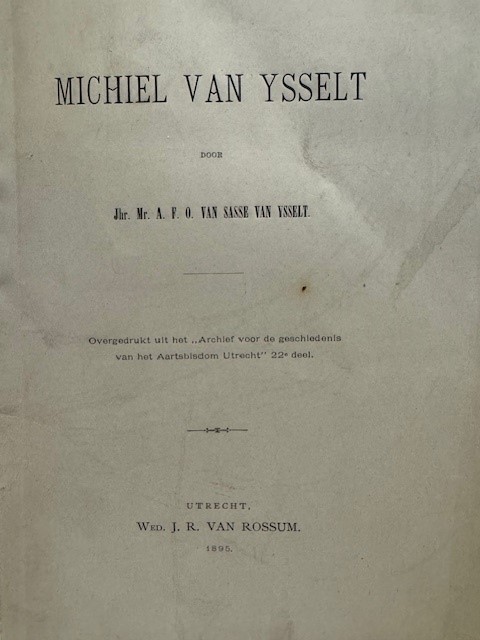 MICHIEL VAN YSSELT
DOOR
Jhr. Mr. A. F. O. VAN SASSE VAN YSSELT.
Overgedrukt uit het „Archief voor de geschiedenis
van het Aartsbisdom Utrecht" 22e deel.
UTRECHT,
WED. J. R. VAN ROSSUM.
1895.